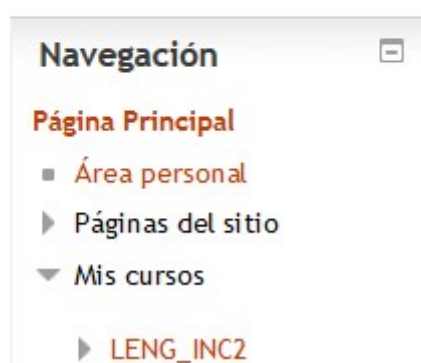 Navegación
Página Principal
Área personal
Páginas del sitio
Mis cursos
LENG_INC2